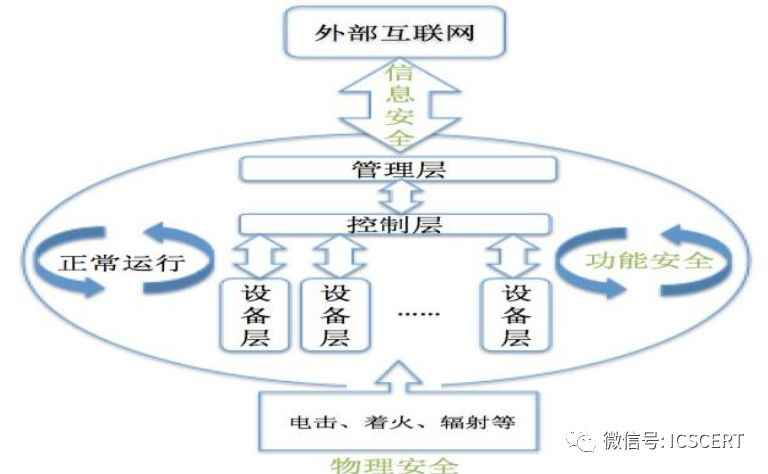 外部互联网
信息安全
管理层
控制层
正常运行
功能安全
设备层
设备层
……
设备层
电击、着火、辐射等
物理安全
微信号: ICSCERT